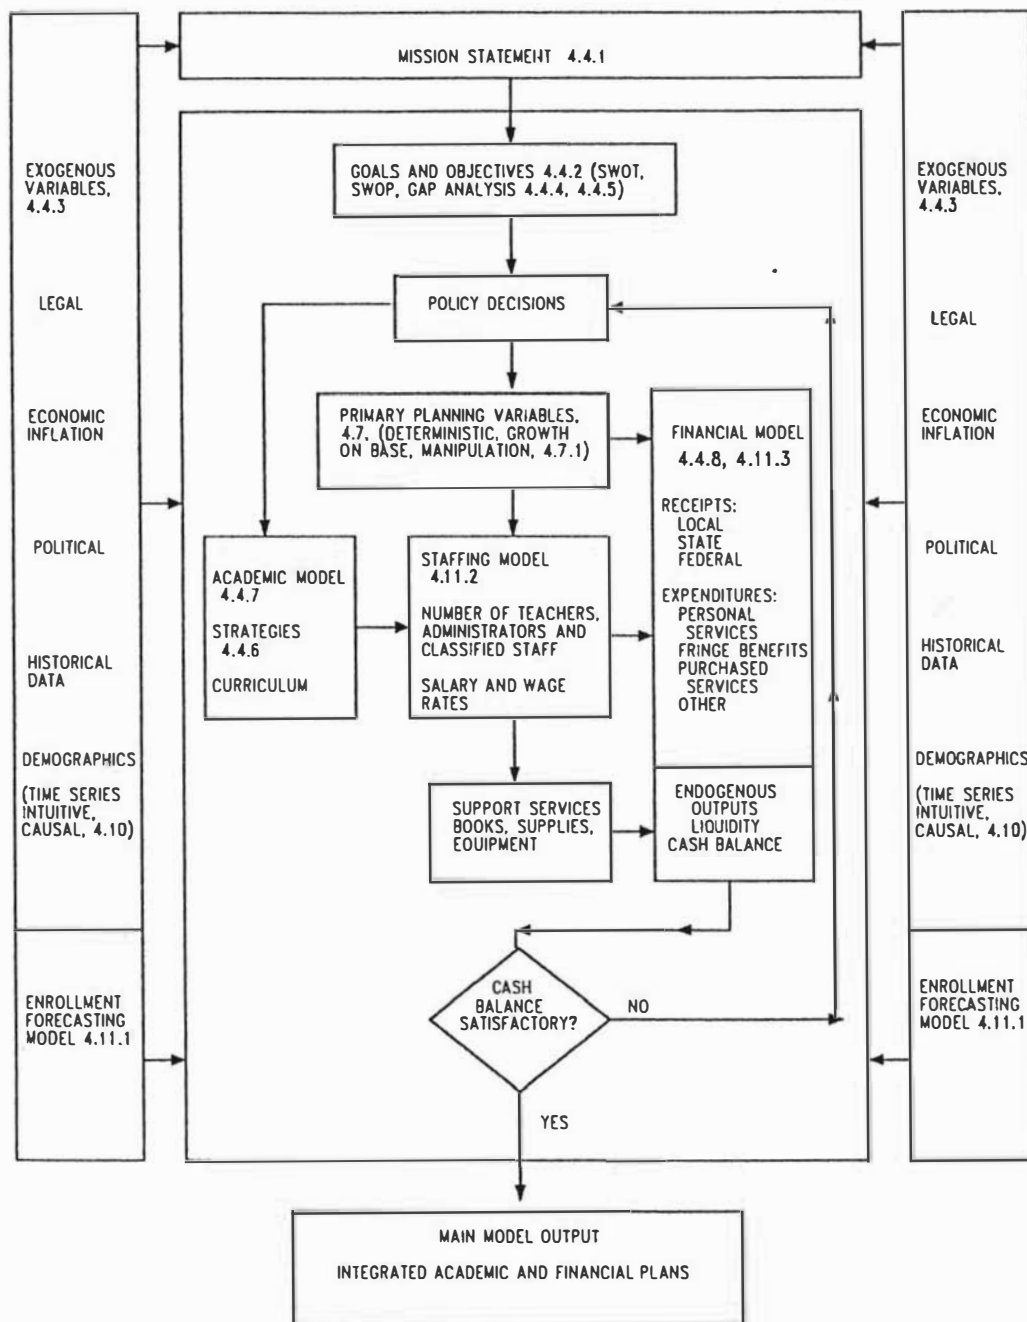 MISSION STATEMENT 4.4.1
EXOGENOUS
VARIABLES,
4.4.3
LEGAL
ECONOMIC
INFLATION
POLITICAL
HISTORICAL
DATA
DEMOGRAPHICS
(TIME SERIES
INTUITIVE,
CAUSAL, 4.10)
ENROLLMENT
FORECASTING
MODEL 4.11.1
GOALS AND OBJECTIVES 4.4.2 (SWOT,
SWOP, GAP ANALYSIS 4.4.4, 4.4.5)
POLICY DECISIONS
PRIMARY PLANNING VARIABLES,
4.7, (DETERMINISTIC, GROWTH
ON BASE, MANIPULATION, 4.7.1)
ACADEMIC MODEL
4.4.7
STRATEGIES
4.4.6
CURRICULUM
STAFFING MODEL
4.11.2
NUMBER OF TEACHERS,
ADMINISTRATORS AND
CLASSIFIED STAFF
SALARY AND WAGE
RATES
FINANCIAL MODEL
4.4.8, 4.11.3
RECEIPTS:
LOCAL
STATE
FEDERAL
EXPENDITURES:
PERSONAL
SERVICES
FRINGE BENEFITS
PURCHASED
SERVICES
OTHER
SUPPORT SERVICES
BOOKS, SUPPLIES,
EQUIPMENT
ENDOGENOUS
OUTPUTS
LIQUIDITY
CASH BALANCE
CASH
BALANCE
SATISFACTORY?
NO
YES
EXOGENOUS
VARIABLES,
4.4.3
LEGAL
ECONOMIC
INFLATION
POLITICAL
HISTORICAL
DATA
DEMOGRAPHICS
(TIME SERIES
INTUITIVE,
CAUSAL, 4.10)
ENROLLMENT
FORECASTING
MODEL 4.11.1
MAIN MODEL OUTPUT
INTEGRATED ACADEMIC AND FINANCIAL PLANS